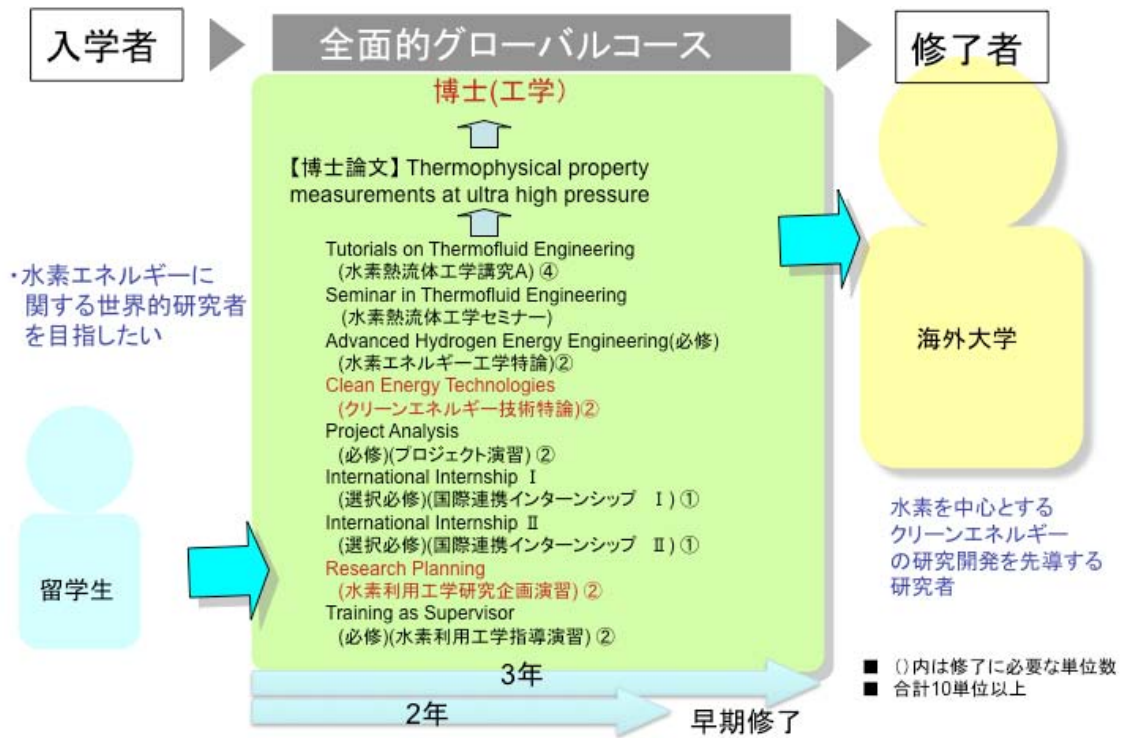 入学者
全面的グローバルコース
修了者
博士(工学)
【博士論文】 Thermophysical property
measurements at ultra high pressure
Tutorials on Thermofluid Engineering
(水素熱流体工学講究A) ④
Seminar in Thermofluid Engineering
(水素熱流体工学セミナー)
Advanced Hydrogen Energy Engineering(必修)
(水素エネルギー工学特論)②
Clean Energy Technologies
(クリーンエネルギー技術特論)②
Project Analysis
(必修)(プロジェクト演習) ②
International Internship Ⅰ
(選択必修)(国際連携インターンシップ Ⅰ) ①
International Internship Ⅱ
(選択必修)(国際連携インターンシップ Ⅱ) ①
Research Planning
(水素利用工学研究企画演習) ②
Training as Supervisor
(必修)(水素利用工学指導演習) ②
・水素エネルギーに
関する世界的研究者
を目指したい
留学生
海外大学
水素を中心とする
クリーンエネルギー
の研究開発を先導する
研究者
3年
2年
早期修了
■ ()内は修了に必要な単位数
■ 合計10単位以上